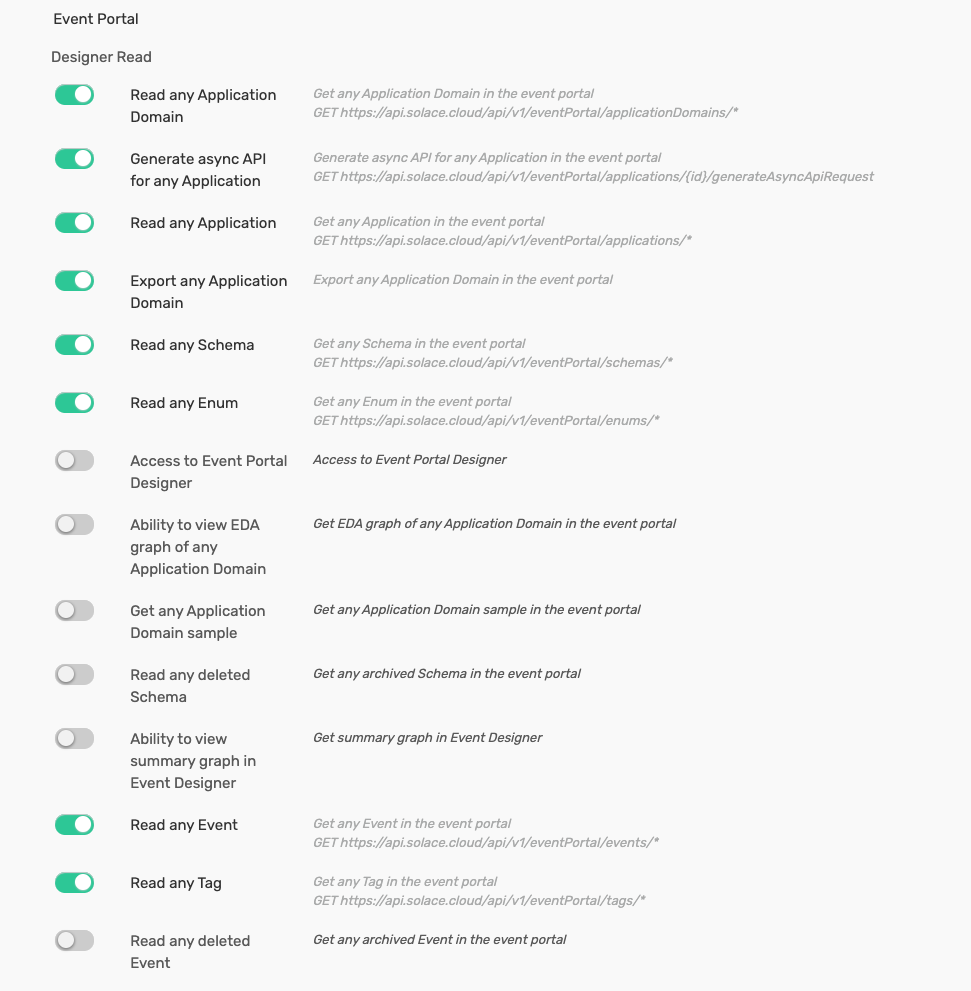 Event Portal
Designer Read
Read any Application
Domain
Get any Application Domain in the event portal
GET https://api.solace.cloud/api/v1/eventPortal/applicationDomains/*
Generate async API
for any Application
Generate async API for any Application in the event portal
GET https://api.solace.cloud/api/v1/eventPortal/applications/{id}/generateAsyncApiRequest
Read any Application
Get any Application in the event portal
GET https://api.solace.cloud/api/v1/eventPortal/applications/*
Export any Application
Domain
Export any Application Domain in the event portal
Read any Schema
Get any Schema in the event portal
GET https://api.solace.cloud/api/v1/eventPortal/schemas/*
Read any Enum
Get any Enum in the event portal
GET https://api.solace.cloud/api/v1/eventPortal/enums/*
Access to Event Portal
Designer
Access to Event Portal Designer
Ability to view EDA
graph of any
Application Domain
Get EDA graph of any Application Domain in the event portal
Get any Application
Domain sample
Get any Application Domain sample in the event portal
Read any deleted
Schema
Get any archived Schema in the event portal
Ability to view
summary graph in
Event Designer
Get summary graph in Event Designer
Read any Event
Get any Event in the event portal
GET https://api.solace.cloud/api/v1/eventPortal/events/*
Read any Tag
Get any Tag in the event portal
GET https://api.solace.cloud/api/v1/eventPortal/tags/*
Read any deleted
Event
Get any archived Event in the event portal